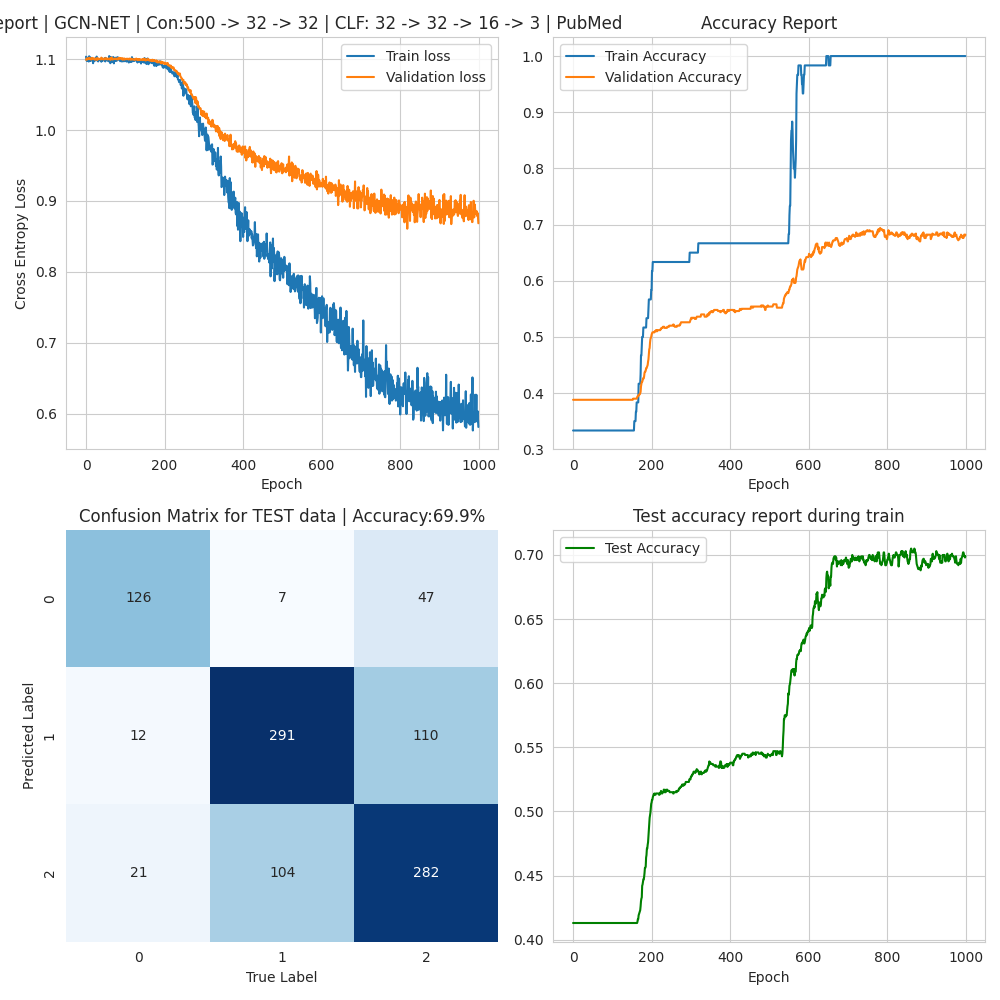 eport | GCN-NET | Con:500 -> 32 -> 32 | CLF: 32 -> 32 -> 16 -> 3 | PubMed
Accuracy Report
Train loss
Validation loss
Train Accuracy
Validation Accuracy
Cross Entropy Loss
1.1
1.0
0.9
0.8
0.7
0.6
0 200 400 600 800 1000
Epoch
1.0
0.9
0.8
0.7
0.6
0.5
0.4
0.3
0 200 400 600 800 1000
Epoch
Confusion Matrix for TEST data | Accuracy:69.9%
Predicted Label
0
126 7 47
1
12 291 110
2
21 104 282
0 1 2
True Label
Test accuracy report during train
Test Accuracy
0.70
0.65
0.60
0.55
0.50
0.45
0.40
0 200 400 600 800 1000
Epoch